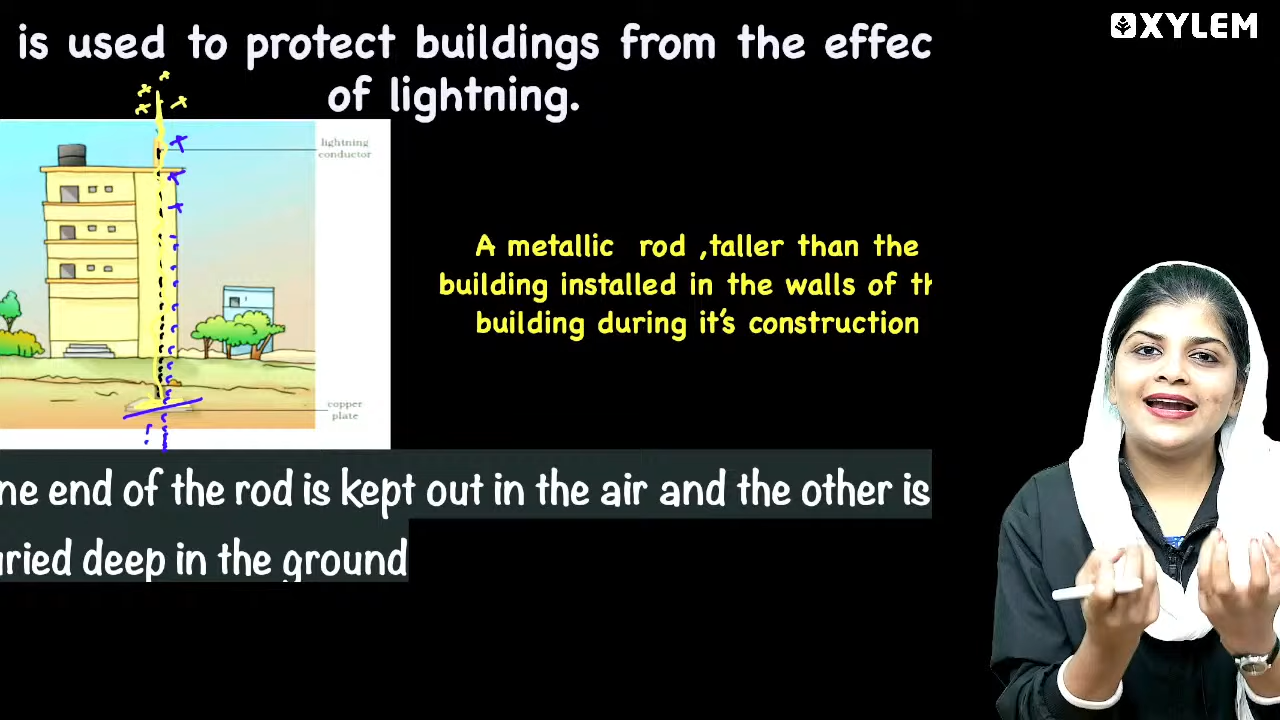 is used to protect buildings from the effec
of lightning.
XYLEM
lightning
conductor
A metallic rod ,taller than the
building installed in the walls of th
building during it's construction
copper
plate
ne end of the rod is kept out in the air and the other is
uried deep in the ground